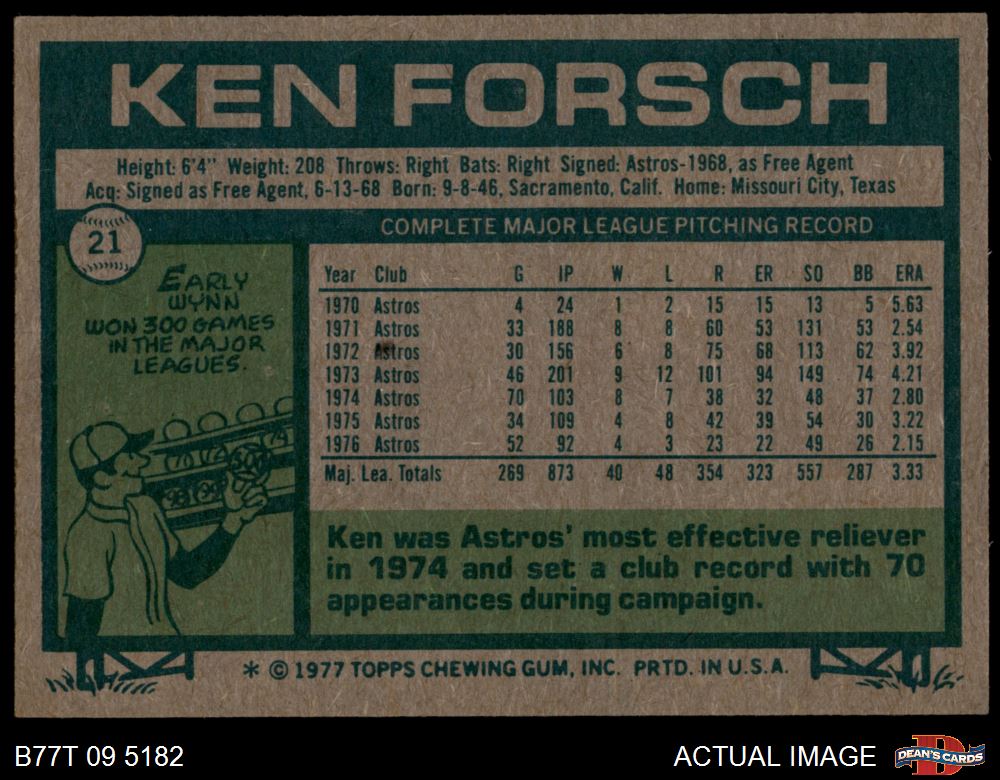 KEN FORSCH
Height: 6'4" Weight: 208 Throws: Right Bats: Right Signed: Astros-1968, as Free Agent
Acq: Signed as Free Agent, 6-13-68 Born: 9-8-46, Sacramento, Calif. Home: Missouri City, Texas
21
COMPLETE MAJOR LEAGUE PITCHING RECORD
EARLY
WYNN
WON 300 GAMES
IN THE MAJOR
LEAGUES.
300
Year Club G IP W L R ER SO BB ERA
1970 Astros 4 24 1 2 15 15 13 5 5.63
1971 Astros 33 188 8 8 60 53 131 53 2.54
1972 Astros 30 156 6 8 75 68 113 62 3.92
1973 Astros 46 201 9 12 101 94 149 74 4.21
1974 Astros 70 103 8 7 38 32 48 37 2.80
1975 Astros 34 109 4 8 42 39 54 30 3.22
1976 Astros 52 92 4 3 23 22 49 26 2.15
Maj. Lea. Totals 269 873 40 48 354 323 557 287 3.33
Ken was Astros' most effective reliever
in 1974 and set a club record with 70
appearances during campaign.
* © 1977 TOPPS CHEWING GUM, INC. PRTD. IN U.S.A.
B77T 09 5182
ACTUAL IMAGE
DEAN'S CARDS